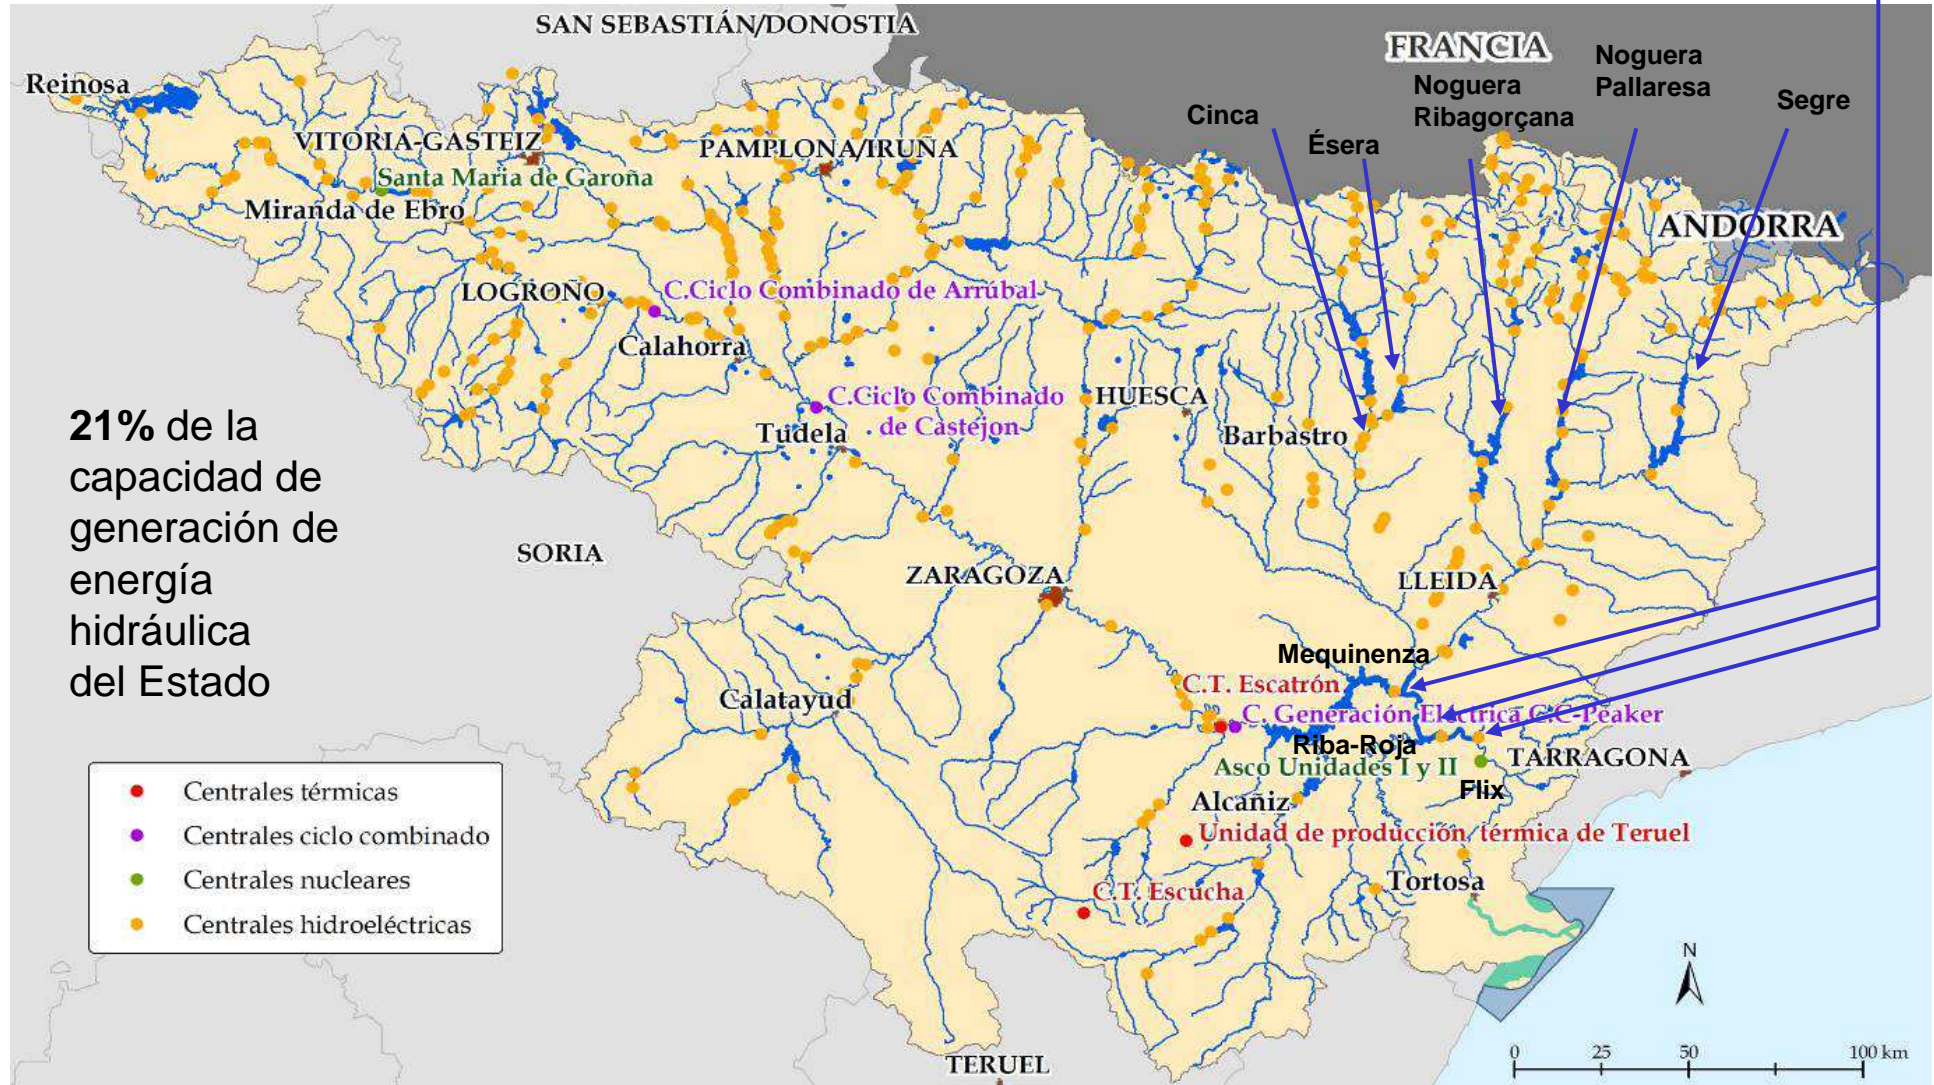 SAN SEBASTIÁN/DONOSTIA
FRANCIA
Noguera
Pallaresa
Reinosa
Noguera
Ribagorçana
Segre
Cinca
Ésera
VITORIA-GASTEIZ
PAMPLONA/IRUÑA
Santa Maria de Garoña
Miranda de Ebro
ANDORRA
LOGROÑO
C.Ciclo Combinado de Arrúbal
Calahorra
C.Ciclo Combinado
de Castejon
HUESCA
Tudela
Barbastro
21% de la
capacidad de
generación de
energía
hidráulica
del Estado
SORIA
ZARAGOZA
LLEIDA
Mequinenza
C.T. Escatrón
Calatayud
C. Generación Eléctrica C.C-Peaker
Riba-Roja
TARRAGONA
Asco Unidades I y II
Flix
Alcañiz
Unidad de producción térmica de Teruel
C.T. Escucha
Tortosa
Centrales térmicas
Centrales ciclo combinado
Centrales nucleares
Centrales hidroeléctricas
N
TERUEL
0 25 50 100 km